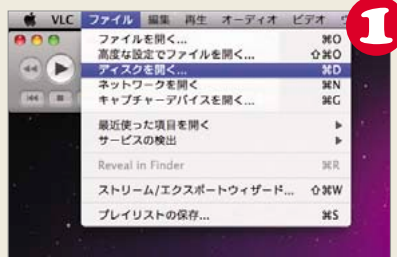 VLC ファイル 編集 再生 オーディオ ビデオ
1
ファイルを開く... ⌘O
高度な設定でファイルを開く... ⇧⌘O
ディスクを開く... ⌘D
ネットワークを開く ⌘N
キャプチャーデバイスを開く... ⌘C
最近使った項目を開く ▶
サービスの検出 ▶
Reveal in Finder ⌘R
ストリーム/エクスポートウィザード... ⇧⌘W
プレイリストの保存... ⌘S